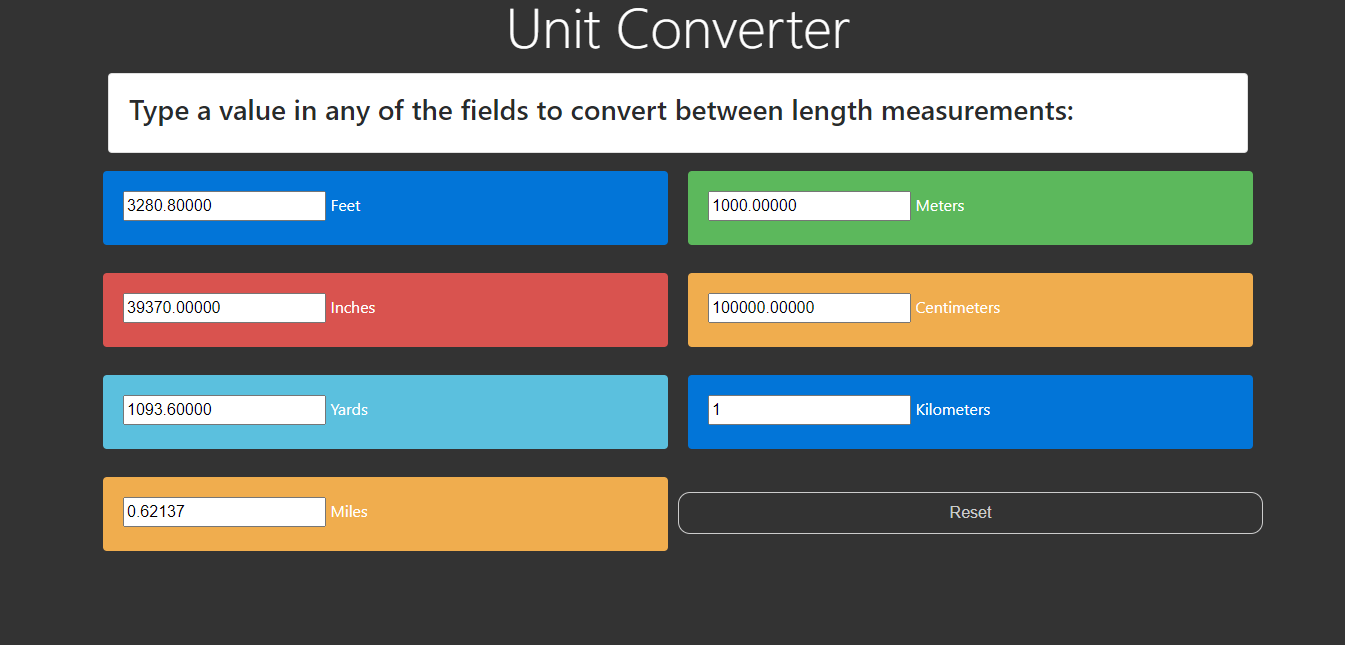 Unit Converter
Type a value in any of the fields to convert between length measurements:
3280.80000 Feet
1000.00000 Meters
39370.00000 Inches
100000.00000 Centimeters
1093.60000 Yards
1 Kilometers
0.62137 Miles
Reset